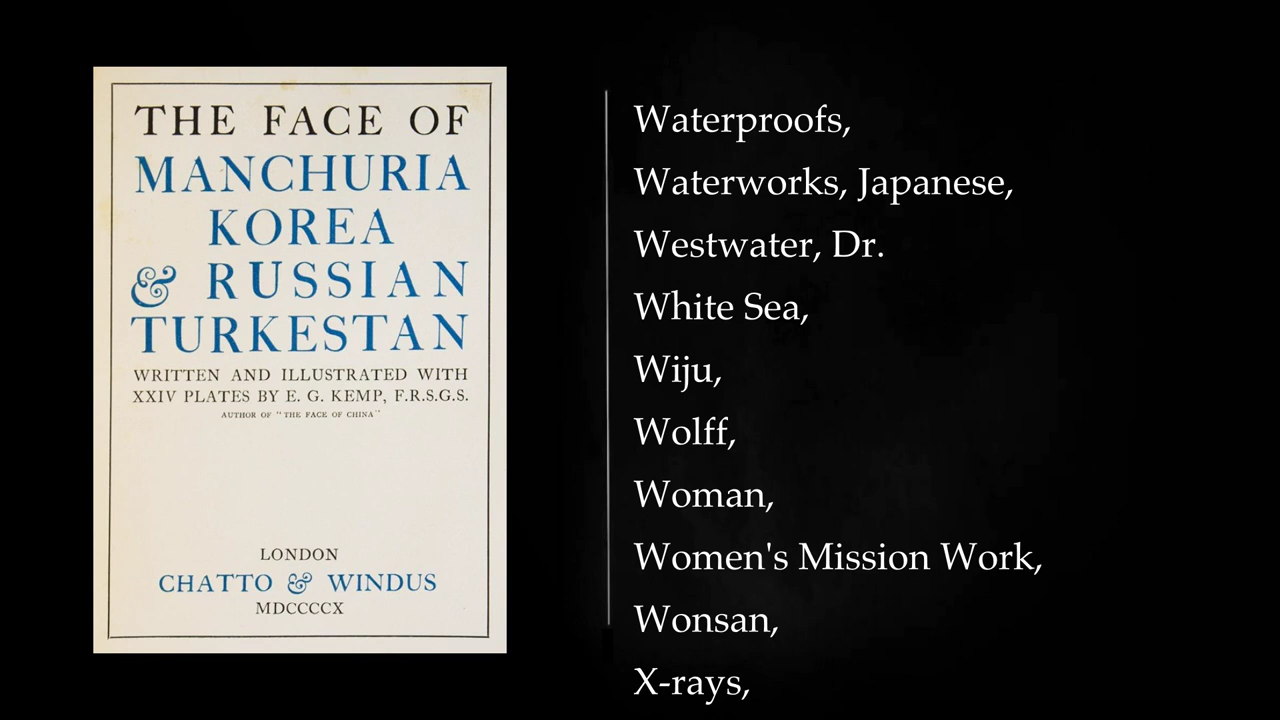 THE FACE OF
MANCHURIA
KOREA
& RUSSIAN
TURKESTAN
WRITTEN AND ILLUSTRATED WITH
XXIV PLATES BY E. G. KEMP, F.R.S.G.S.
AUTHOR OF "THE FACE OF CHINA"
LONDON
CHATTO & WINDUS
MDCCCCX
Waterproofs,
Waterworks, Japanese,
Westwater, Dr.
White Sea,
Wiju,
Wolff,
Woman,
Women's Mission Work,
Wonsan,
X-rays,